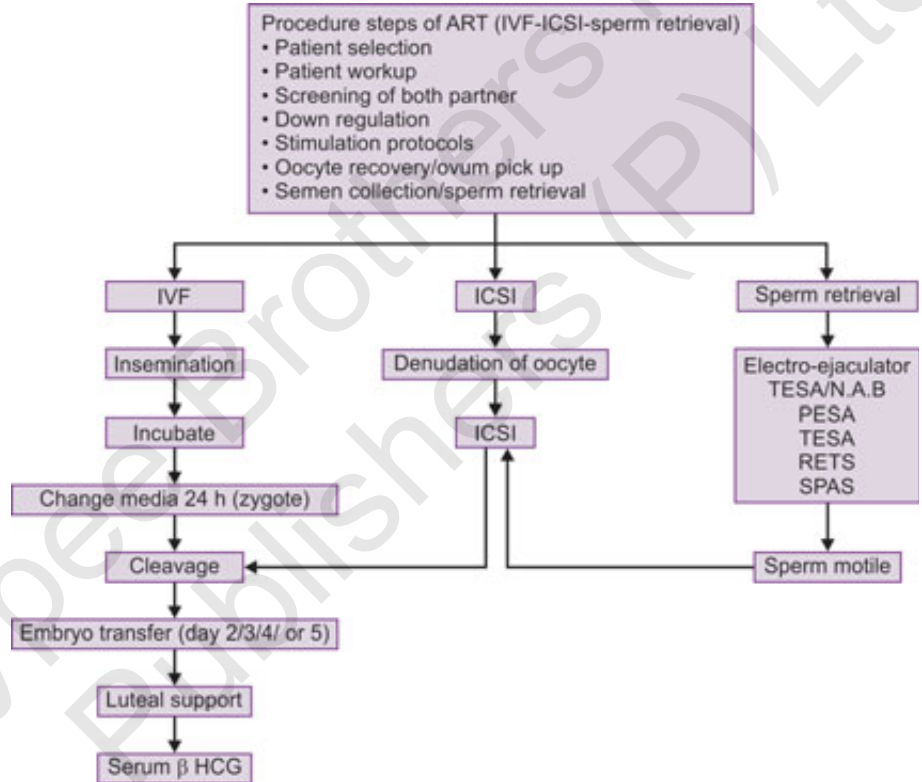 Procedure steps of ART (IVF-ICSI-sperm retrieval)
• Patient selection
• Patient workup
• Screening of both partner
• Down regulation
• Stimulation protocols
• Oocyte recovery/ovum pick up
• Semen collection/sperm retrieval
IVF
Insemination
Incubate
Change media 24 h (zygote)
Cleavage
Embryo transfer (day 2/3/4/ or 5)
Luteal support
Serum β HCG
ICSI
Denudation of oocyte
ICSI
Sperm retrieval
Electro-ejaculator
TESA/N.A.B
PESA
TESA
RETS
SPAS
Sperm motile
Brothers
Publishers (P) Ltd